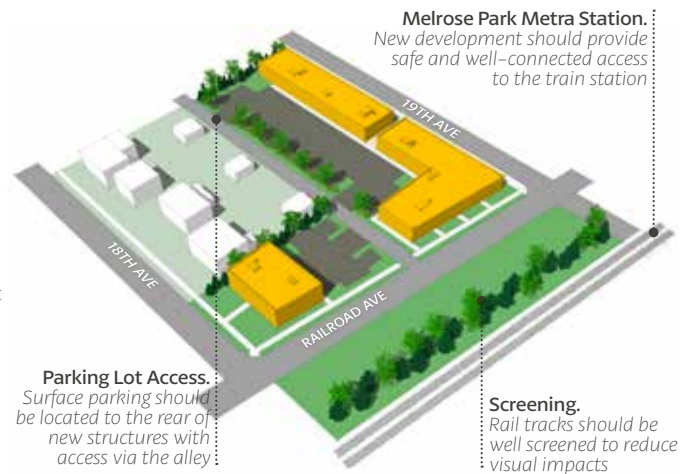 Melrose Park Metra Station.
New development should provide
safe and well-connected access
to the train station
19TH AVE
18TH AVE
RAILROAD AVE
Parking Lot Access.
Surface parking should
be located to the rear of
new structures with
access via the alley
Screening.
Rail tracks should be
well screened to reduce
visual impacts